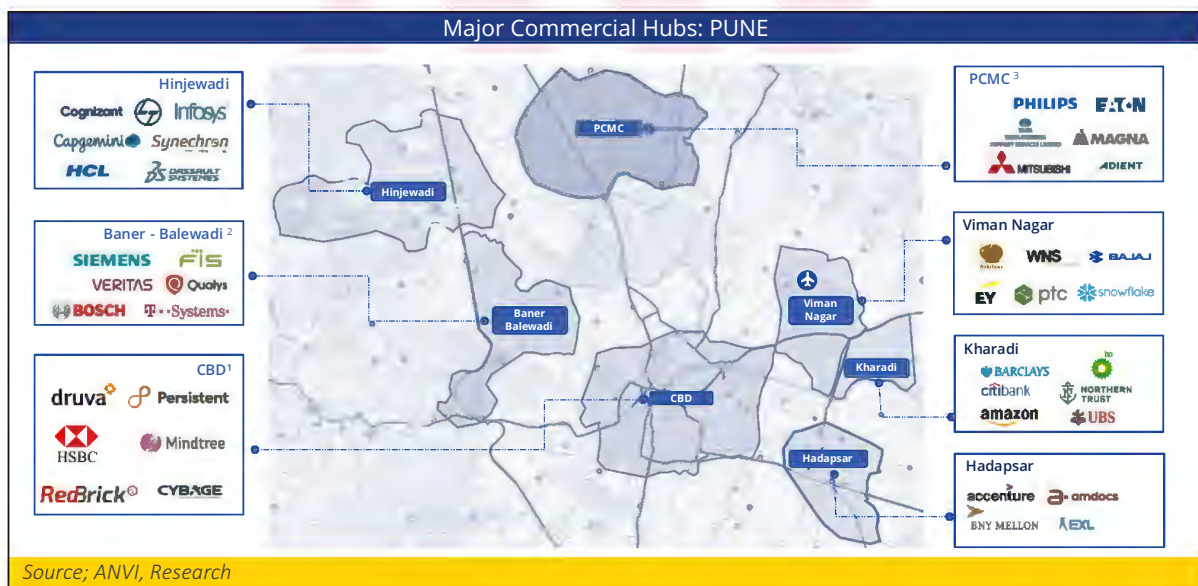 Major Commercial Hubs: PUNE
Hinjewadi
Cognizant Infosys
Capgemini Synechron
HCL DASSAULT SYSTEMES
Baner - Balewadi 2
SIEMENS FIS
VERITAS Qualys
BOSCH T··Systems·
CBD1
druva Persistent
HSBC Mindtree
RedBrick CYBAGE
PCMC
Hinjewadi
Baner
Balewadi
Viman
Nagar
Kharadi
CBD
Hadapsar
PCMC 3
PHILIPS EATON
TATA
MAGNA
MITSUBISHI ADIENT
Viman Nagar
WNS BAJAJ
EY ptc snowflake
Kharadi
bp
BARCLAYS
citibank NORTHERN
TRUST
amazon UBS
Hadapsar
accenture amdocs
BNY MELLON EXL
Source; ANVI, Research